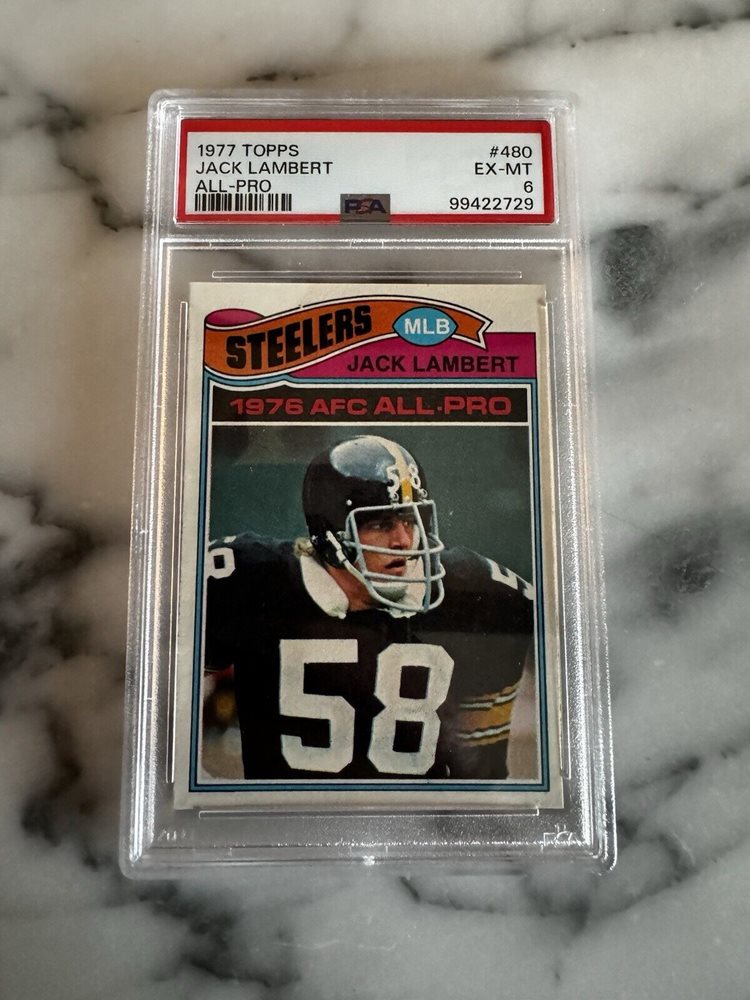 1977 TOPPS #480
JACK LAMBERT EX-MT
ALL-PRO 6
PSA 99422729
STEELERS MLB
JACK LAMBERT
1976 AFC ALL-PRO
58
58